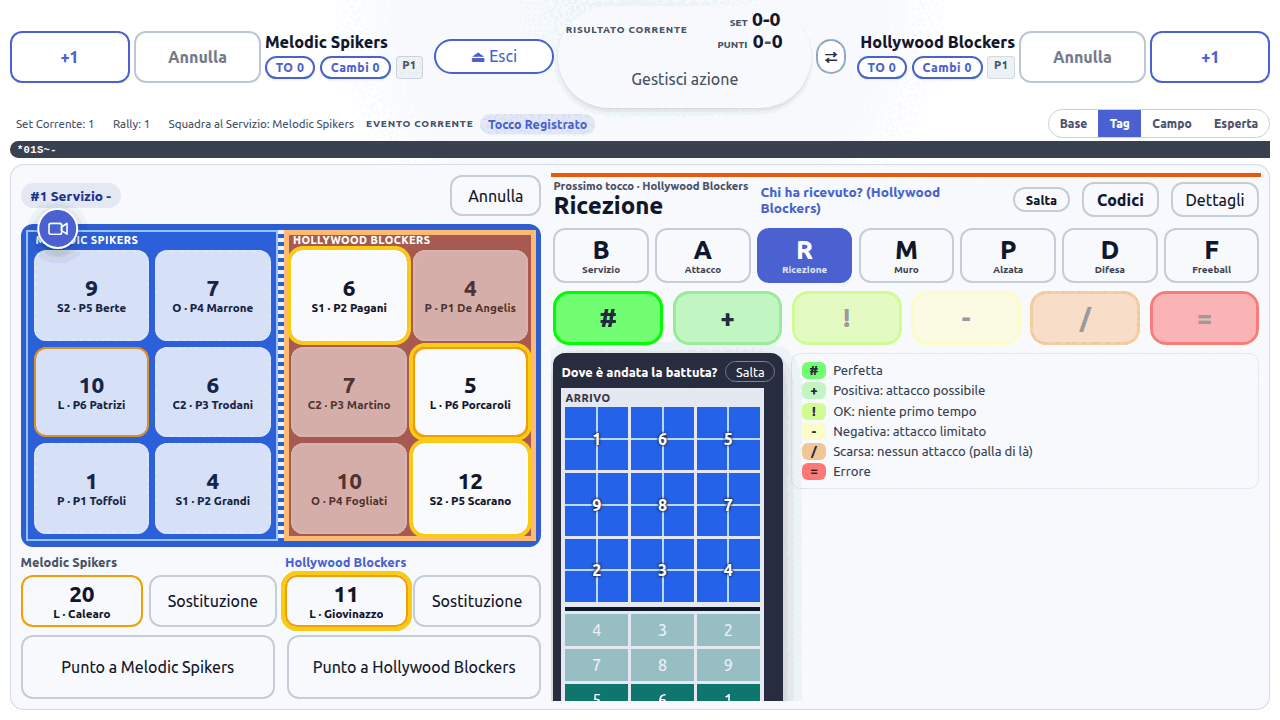 +1
Annulla
Melodic Spikers
TO 0
Cambi 0
P1
⏏ Esci
RISULTATO CORRENTE
SET 0-0
PUNTI 0-0
Gestisci azione
⇄
Hollywood Blockers
TO 0
Cambi 0
P1
Annulla
+1
Set Corrente: 1
Rally: 1
Squadra al Servizio: Melodic Spikers
EVENTO CORRENTE
Tocco Registrato
Base
Tag
Campo
Esperta
*01S~-
#1 Servizio -
Annulla
SPIKERS
HOLLYWOOD BLOCKERS
9
S2 · P5 Berte
7
O · P4 Marrone
6
S1 · P2 Pagani
4
P · P1 De Angelis
10
L · P6 Patrizi
6
C2 · P3 Trodani
7
C2 · P3 Martino
5
L · P6 Porcaroli
1
P · P1 Toffoli
4
S1 · P2 Grandi
10
O · P4 Fogliati
12
S2 · P5 Scarano
Melodic Spikers
Hollywood Blockers
20
L · Calearo
Sostituzione
11
L · Giovinazzo
Sostituzione
Punto a Melodic Spikers
Punto a Hollywood Blockers
Prossimo tocco · Hollywood Blockers
Ricezione
Chi ha ricevuto? (Hollywood
Blockers)
Salta
Codici
Dettagli
B
Servizio
A
Attacco
R
Ricezione
M
Muro
P
Alzata
D
Difesa
F
Freeball
# + ! - / =
Dove è andata la battuta?
Salta
ARRIVO
1 6 5
9 8 7
2 3 4
4 3 2
7 8 9
5 6 1
# Perfetta
+ Positiva: attacco possibile
! OK: niente primo tempo
- Negativa: attacco limitato
/ Scarsa: nessun attacco (palla di là)
= Errore